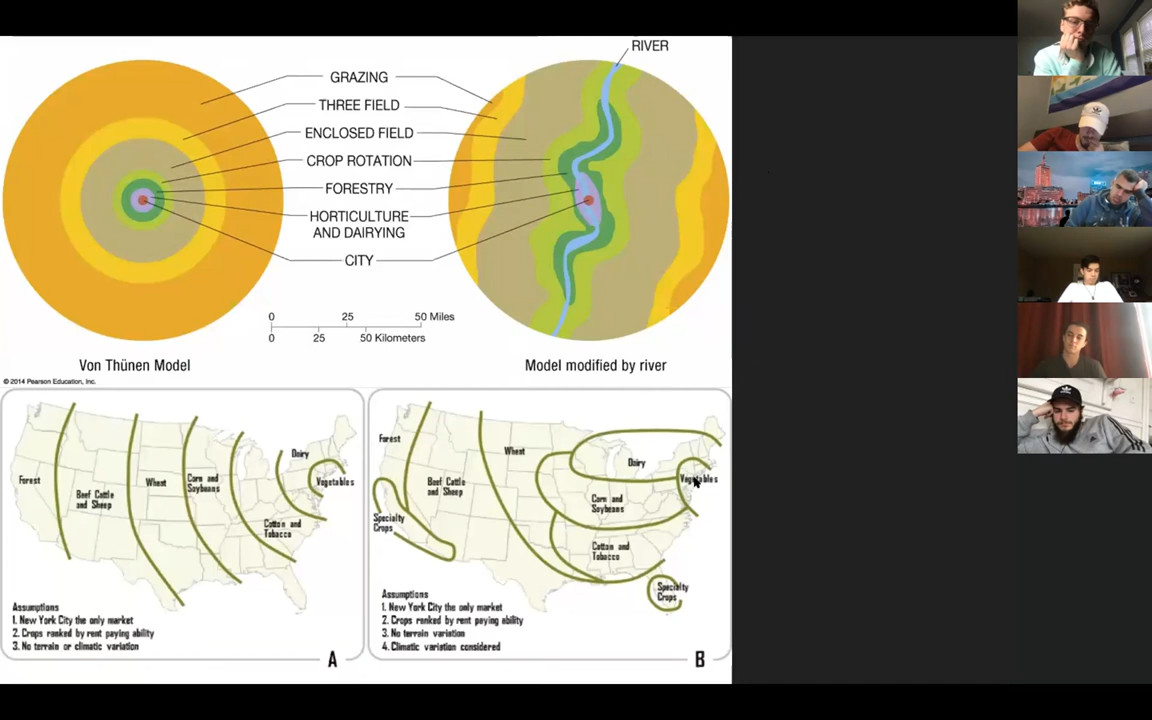 RIVER
GRAZING
THREE FIELD
ENCLOSED FIELD
CROP ROTATION
FORESTRY
HORTICULTURE
AND DAIRYING
CITY
0 25 50 Miles
0 25 50 Kilometers
Von Thünen Model
Model modified by river
© 2014 Pearson Education, Inc.
Forest
Beef Cattle
and Sheep
Wheat
Corn and
Soybeans
Dairy
Vegetables
Cotton and
Tobacco
Assumptions
1. New York City the only market
2. Crops ranked by rent paying ability
3. No terrain or climatic variation
A
Forest
Wheat
Dairy
Beef Cattle
and Sheep
Vegetables
Corn and
Soybeans
Specialty
Crops
Cotton and
Tobacco
Specialty
Crops
Assumptions
1. New York City the only market
2. Crops ranked by rent paying ability
3. No terrain variation
4. Climatic variation considered
B